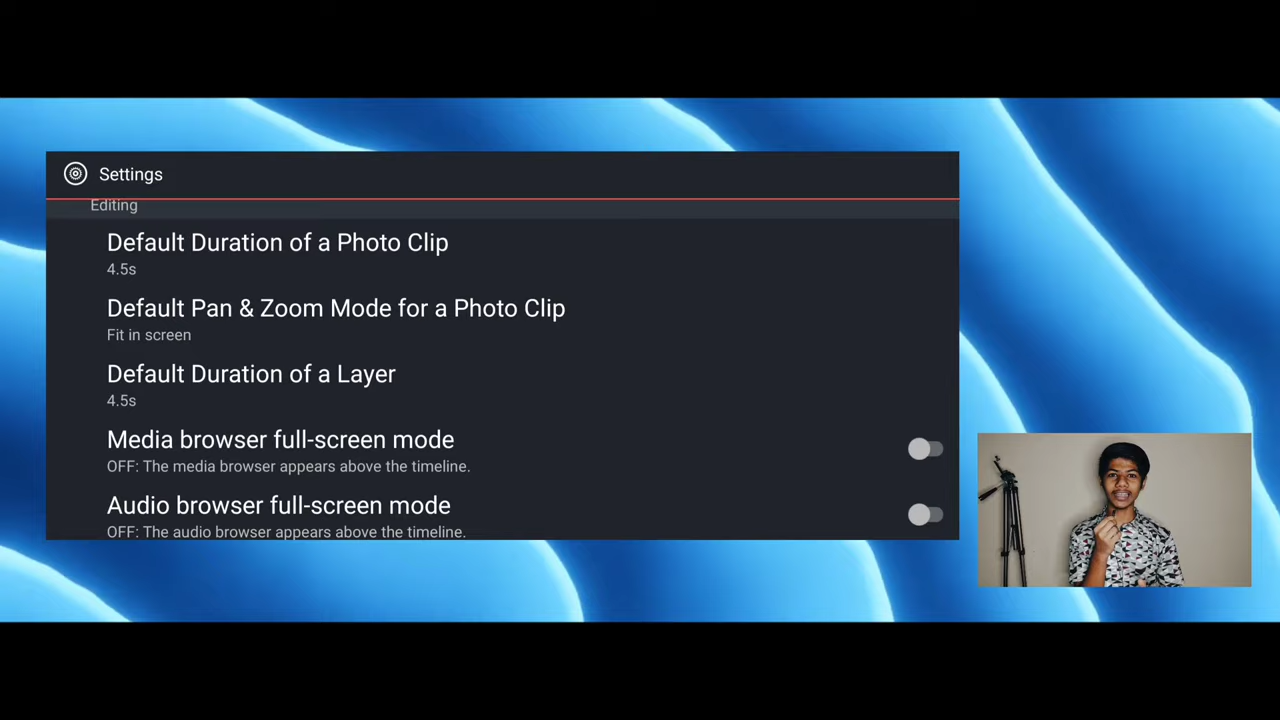 Settings
Editing
Default Duration of a Photo Clip
4.5s
Default Pan & Zoom Mode for a Photo Clip
Fit in screen
Default Duration of a Layer
4.5s
Media browser full-screen mode
OFF: The media browser appears above the timeline.
Audio browser full-screen mode
OFF: The audio browser appears above the timeline.